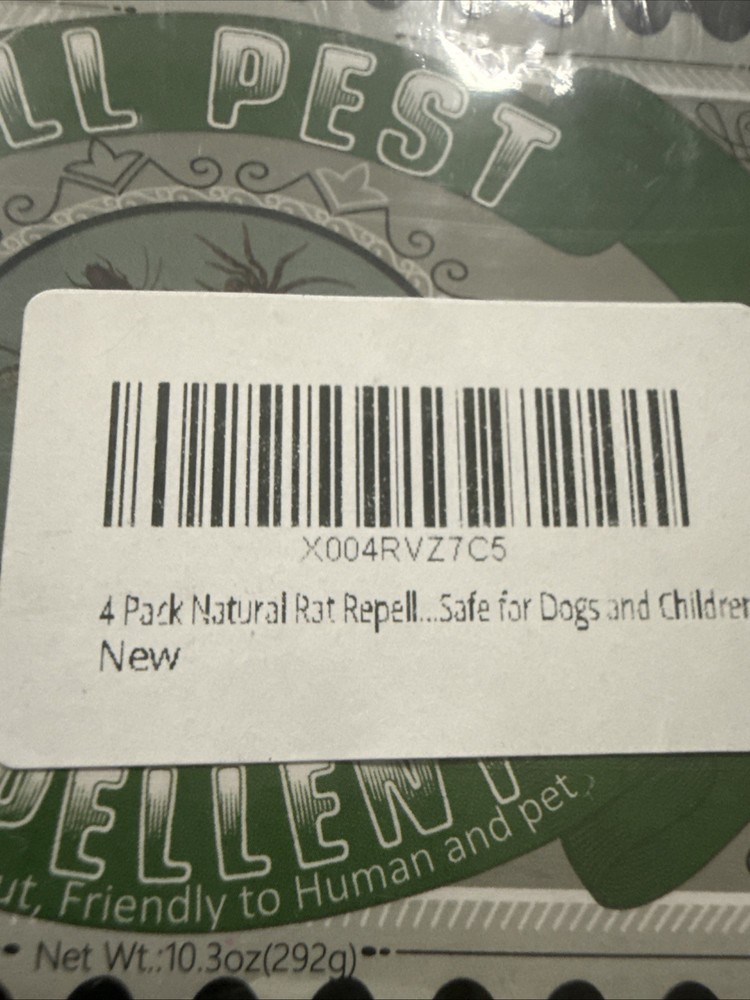 LL PEST
X004RVZ7C5
4 Pack Natural Rat Repell...Safe for Dogs and Children
New
PELLENT
ut, Friendly to Human and pet
Net Wt.:10.3oz(292g)